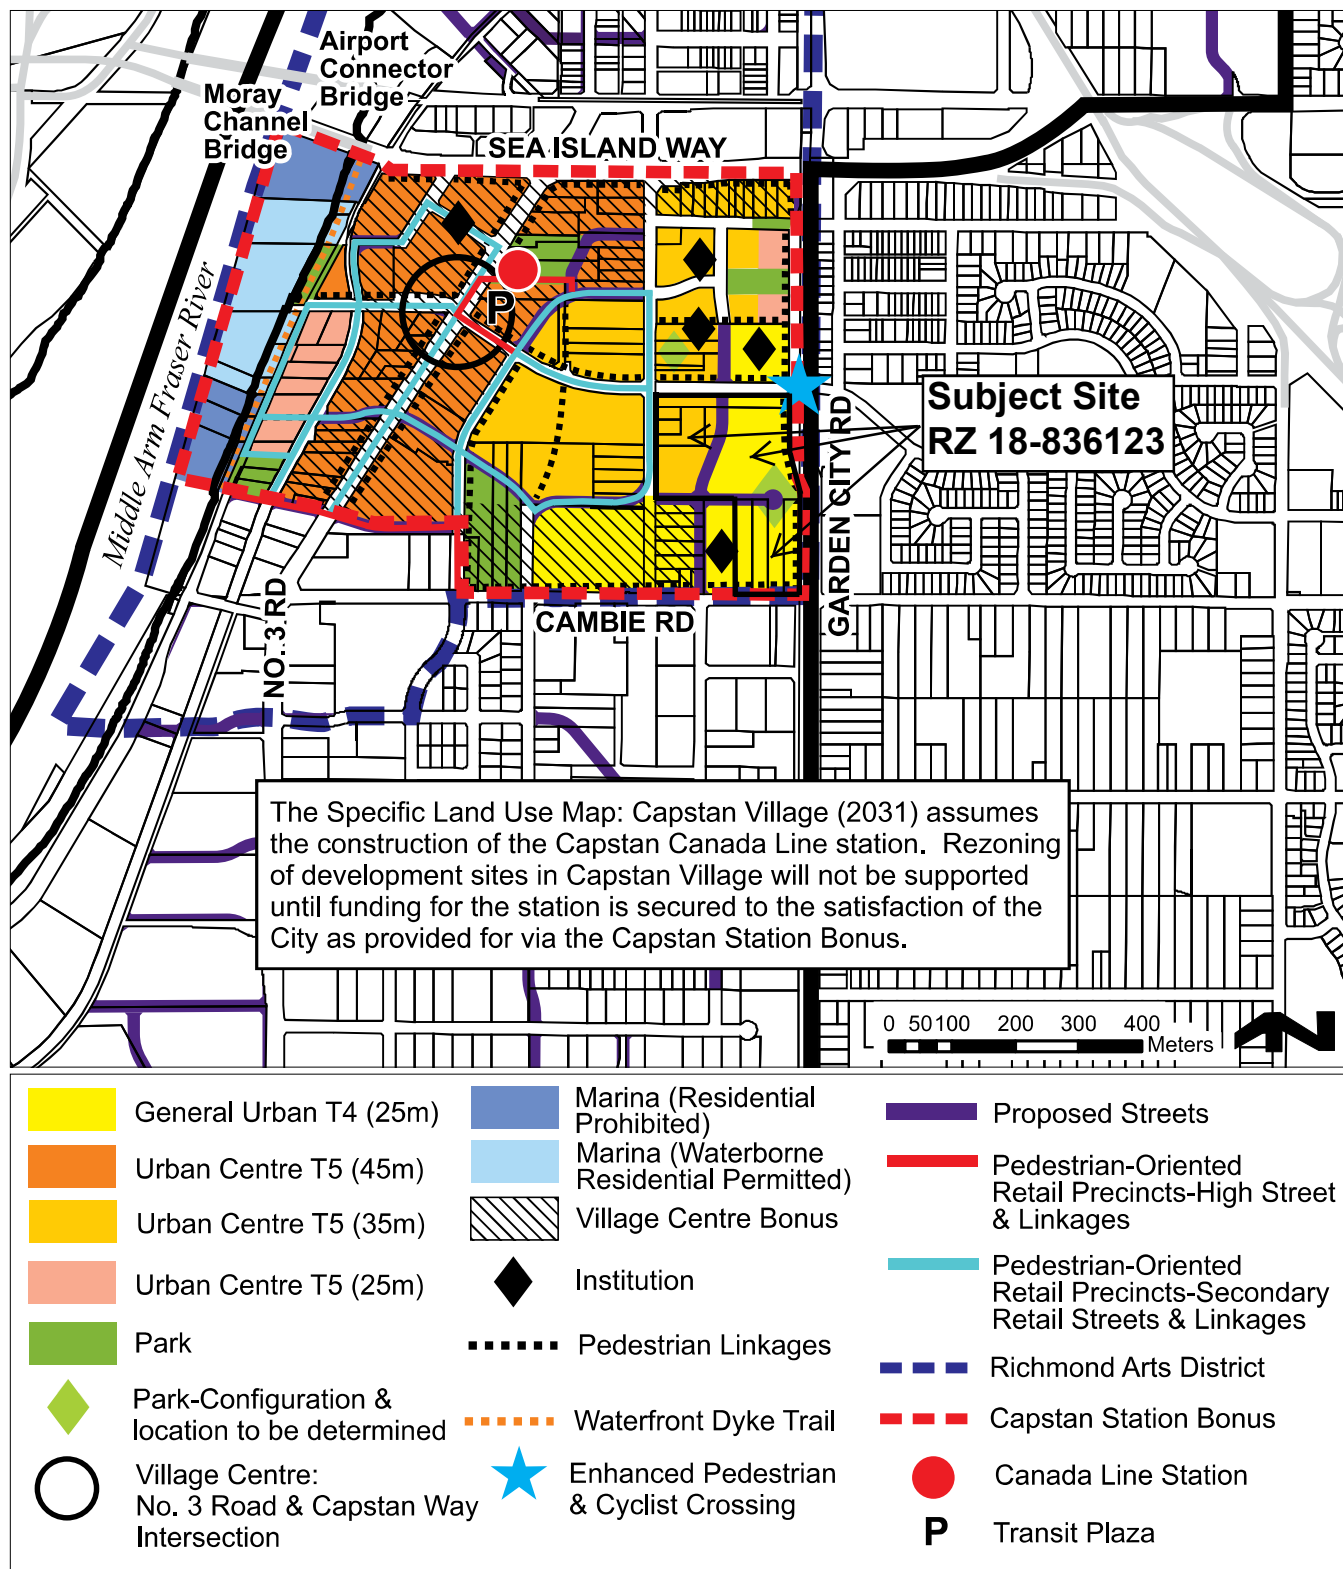 Airport
Connector
Bridge
Moray
Channel
Bridge
SEA ISLAND WAY
Middle Arm Fraser River
P
Subject Site
RZ 18-836123
GARDEN CITY RD
NO. 3 RD
CAMBIE RD
The Specific Land Use Map: Capstan Village (2031) assumes
the construction of the Capstan Canada Line station. Rezoning
of development sites in Capstan Village will not be supported
until funding for the station is secured to the satisfaction of the
City as provided for via the Capstan Station Bonus.
0 50 100 200 300 400
Meters
General Urban T4 (25m)
Urban Centre T5 (45m)
Urban Centre T5 (35m)
Urban Centre T5 (25m)
Park
Park-Configuration &
location to be determined
Village Centre:
No. 3 Road & Capstan Way
Intersection
Marina (Residential
Prohibited)
Marina (Waterborne
Residential Permitted)
Village Centre Bonus
Institution
Pedestrian Linkages
Waterfront Dyke Trail
Enhanced Pedestrian
& Cyclist Crossing
Proposed Streets
Pedestrian-Oriented
Retail Precincts-High Street
& Linkages
Pedestrian-Oriented
Retail Precincts-Secondary
Retail Streets & Linkages
Richmond Arts District
Capstan Station Bonus
Canada Line Station
P
Transit Plaza